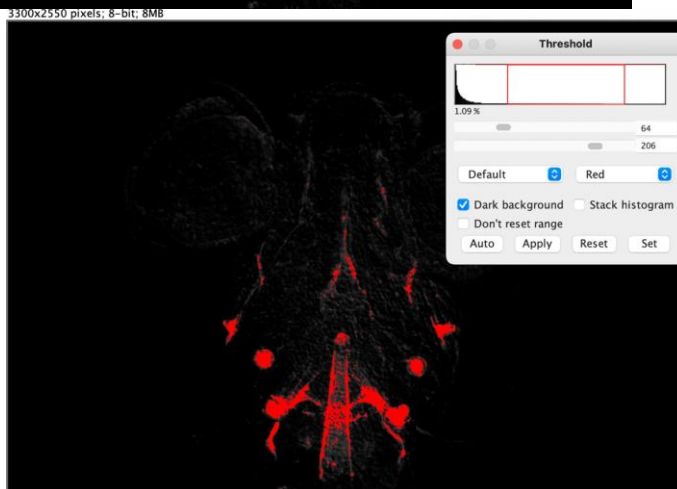 3300x2550 pixels; 8-bit; 8MB
Threshold
1.09 %
64
206
Default Red
Dark background Stack histogram
Don't reset range
Auto Apply Reset Set